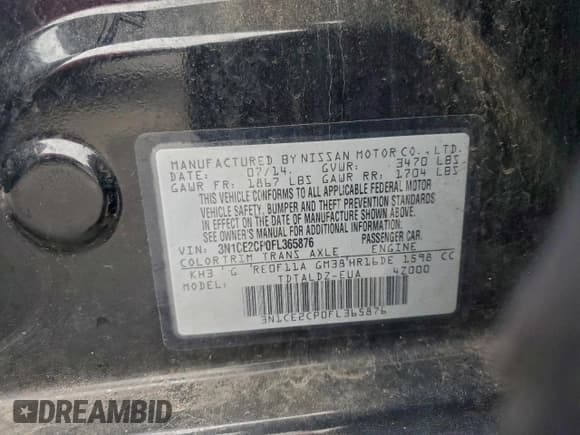 MANUFACTURED BY NISSAN MOTOR CO., LTD.
DATE: 07/14. GVWR: 3470 LBS
GAWR FR: 1867 LBS GAWR RR: 1704 LBS
THIS VEHICLE CONFORMS TO ALL APPLICABLE FEDERAL MOTOR
VEHICLE SAFETY, BUMPER AND THEFT PREVENTION STANDARDS
IN EFFECT ON THE DATE OF MANUFACTURE SHOWN ABOVE.
SEE OWNER'S MANUAL FOR ADDITIONAL INFORMATION.
VIN: 3N1CE2CP0FL365876 PASSENGER CAR.
COLOR TRIM TRANS AXLE ENGINE
KH3 G RE0F11A GM38 HR16DE 1598 CC
MODEL: TDTALDZ-EUA 4Z000
3N1CE2CP0FL365876
DREAMBID